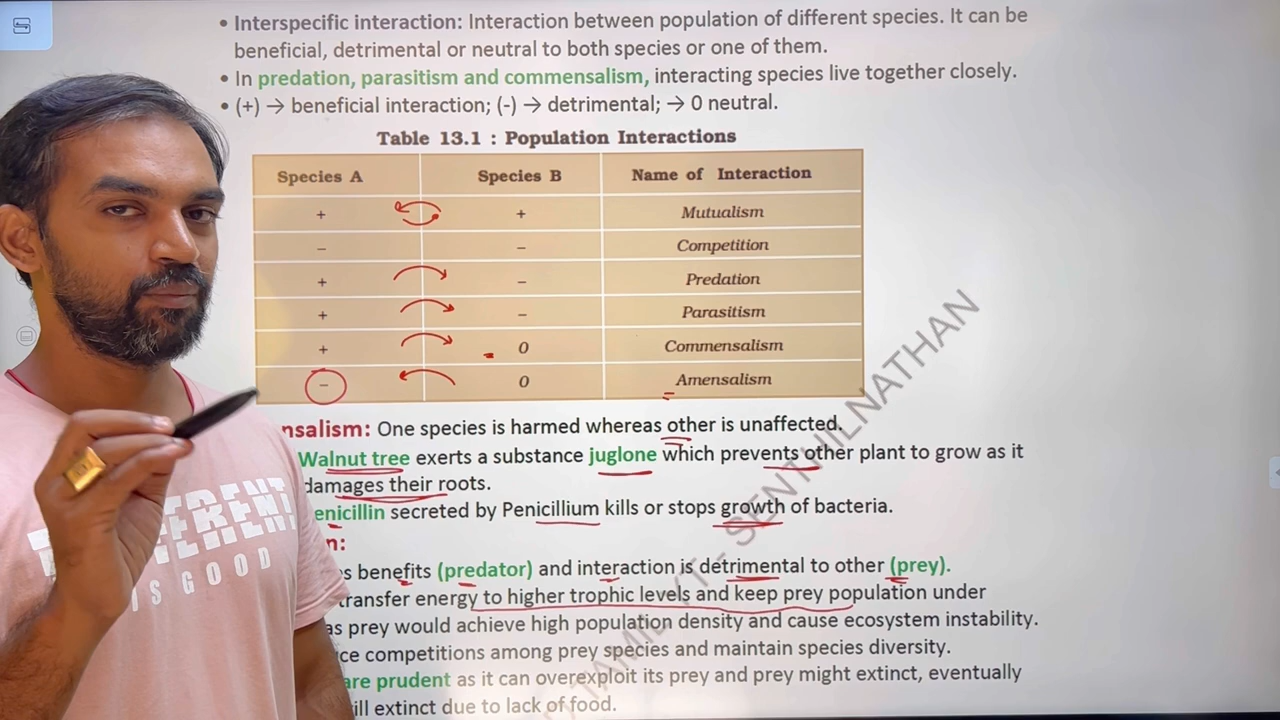 • Interspecific interaction: Interaction between population of different species. It can be
beneficial, detrimental or neutral to both species or one of them.
• In predation, parasitism and commensalism, interacting species live together closely.
• (+) → beneficial interaction; (-) → detrimental; → 0 neutral.
Table 13.1 : Population Interactions
Species A Species B Name of Interaction
+ + Mutualism
– – Competition
+ – Predation
+ – Parasitism
+ 0 Commensalism
– 0 Amensalism
nsalism: One species is harmed whereas other is unaffected.
Walnut tree exerts a substance juglone which prevents other plant to grow as it
damages their roots.
enicillin secreted by Penicillium kills or stops growth of bacteria.
n:
s benefits (predator) and interaction is detrimental to other (prey).
transfer energy to higher trophic levels and keep prey population under
as prey would achieve high population density and cause ecosystem instability.
ce competitions among prey species and maintain species diversity.
are prudent as it can overexploit its prey and prey might extinct, eventually
ill extinct due to lack of food.
TAMIL YT - SENTHILNATHAN
IS GOOD